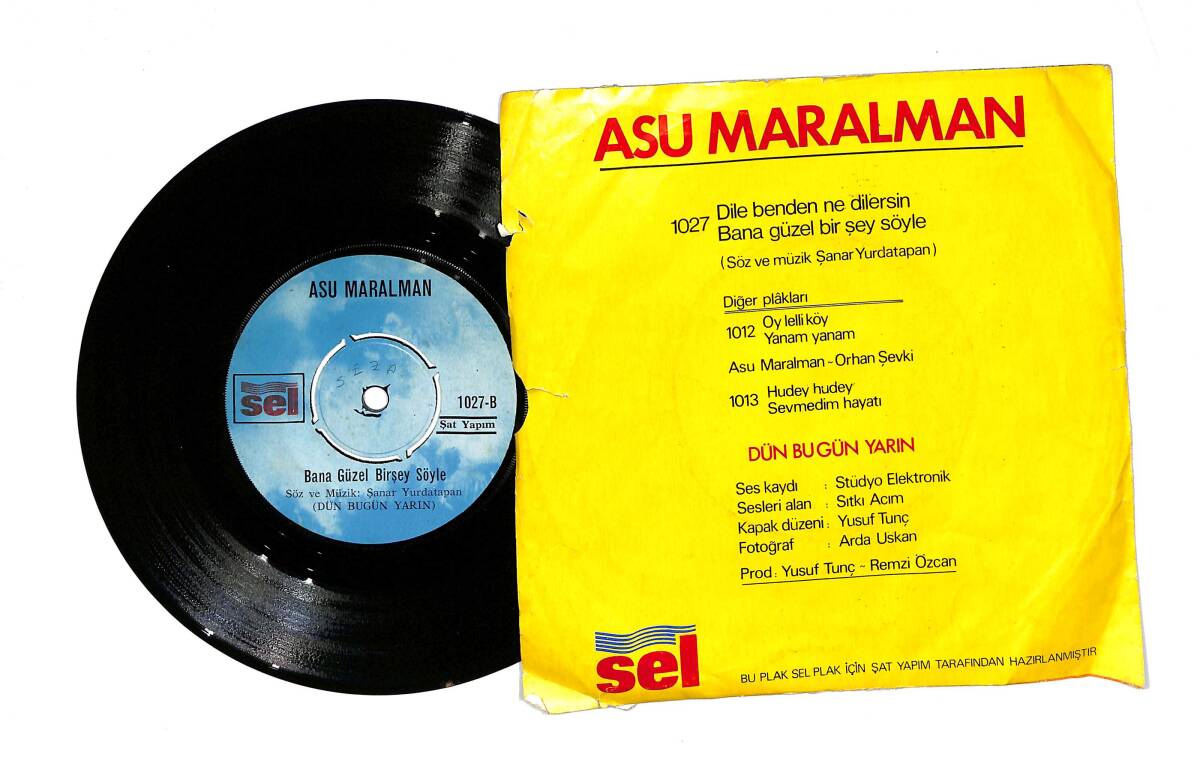 ASU MARALMAN
sel
SEZA
1027-B
Şat Yapım
Bana Güzel Birşey Söyle
Söz ve Müzik: Şanar Yurdatapan
(DÜN BUGÜN YARIN)
ASU MARALMAN
1027 Dile benden ne dilersin
Bana güzel bir şey söyle
(Söz ve müzik Şanar Yurdatapan)
Diğer plâkları
1012 Oy lelli köy
Yanam yanam
Asu Maralman ~ Orhan Şevki
1013 Hudey hudey
Sevmedim hayatı
DÜN BUGÜN YARIN
Ses kaydı : Stüdyo Elektronik
Sesleri alan : Sıtkı Acım
Kapak düzeni : Yusuf Tunç
Fotoğraf : Arda Uskan
Prod : Yusuf Tunç ~ Remzi Özcan
sel
BU PLAK SEL PLAK İÇİN ŞAT YAPIM TARAFINDAN HAZIRLANMIŞTIR